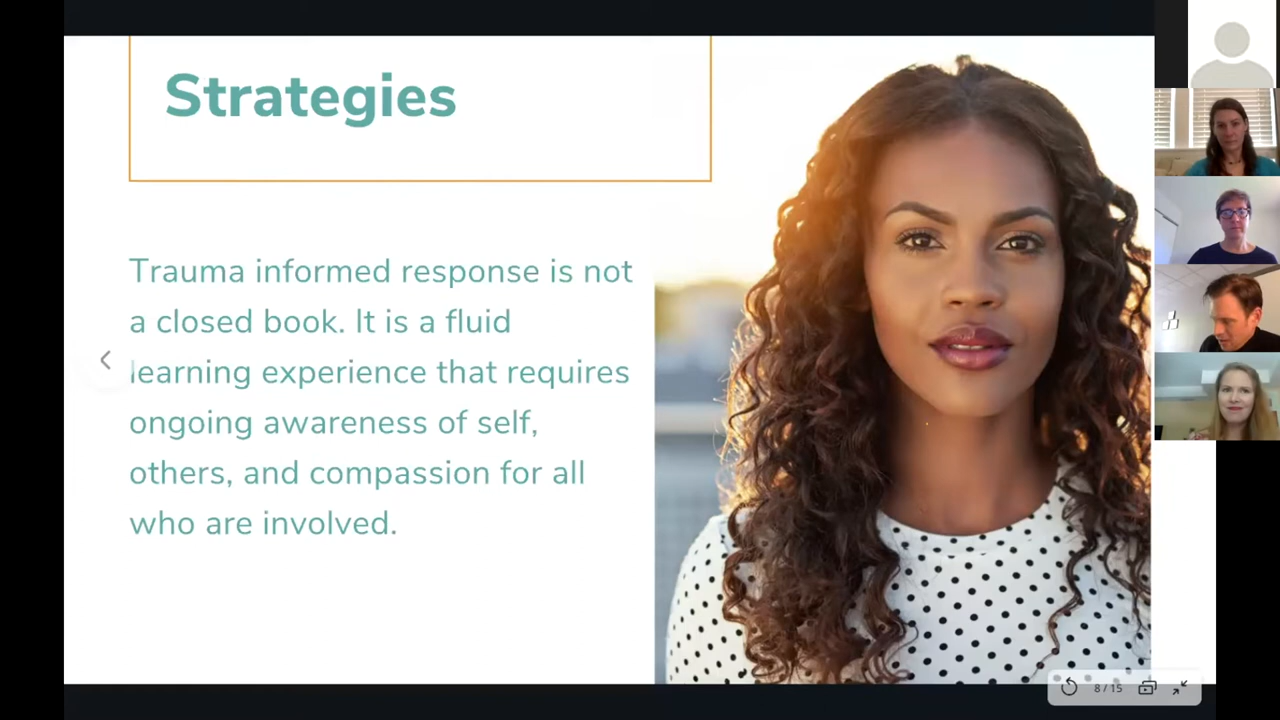 Strategies
Trauma informed response is not
a closed book. It is a fluid
learning experience that requires
ongoing awareness of self,
others, and compassion for all
who are involved.
8 / 15